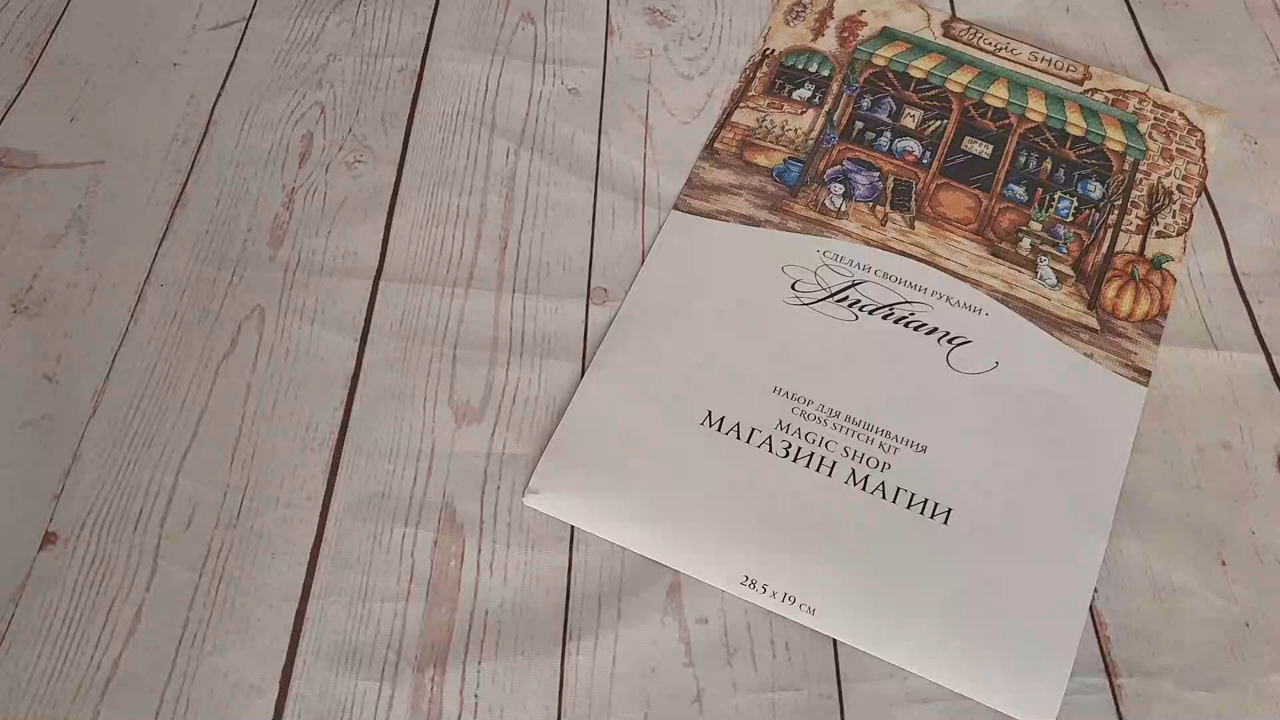 Magic SHOP
M
OPEN
• СДЕЛАЙ СВОИМИ РУКАМИ •
Andriana
НАБОР ДЛЯ ВЫШИВАНИЯ
CROSS STITCH KIT
MAGIC SHOP
МАГАЗИН МАГИИ
28,5 x 19 см